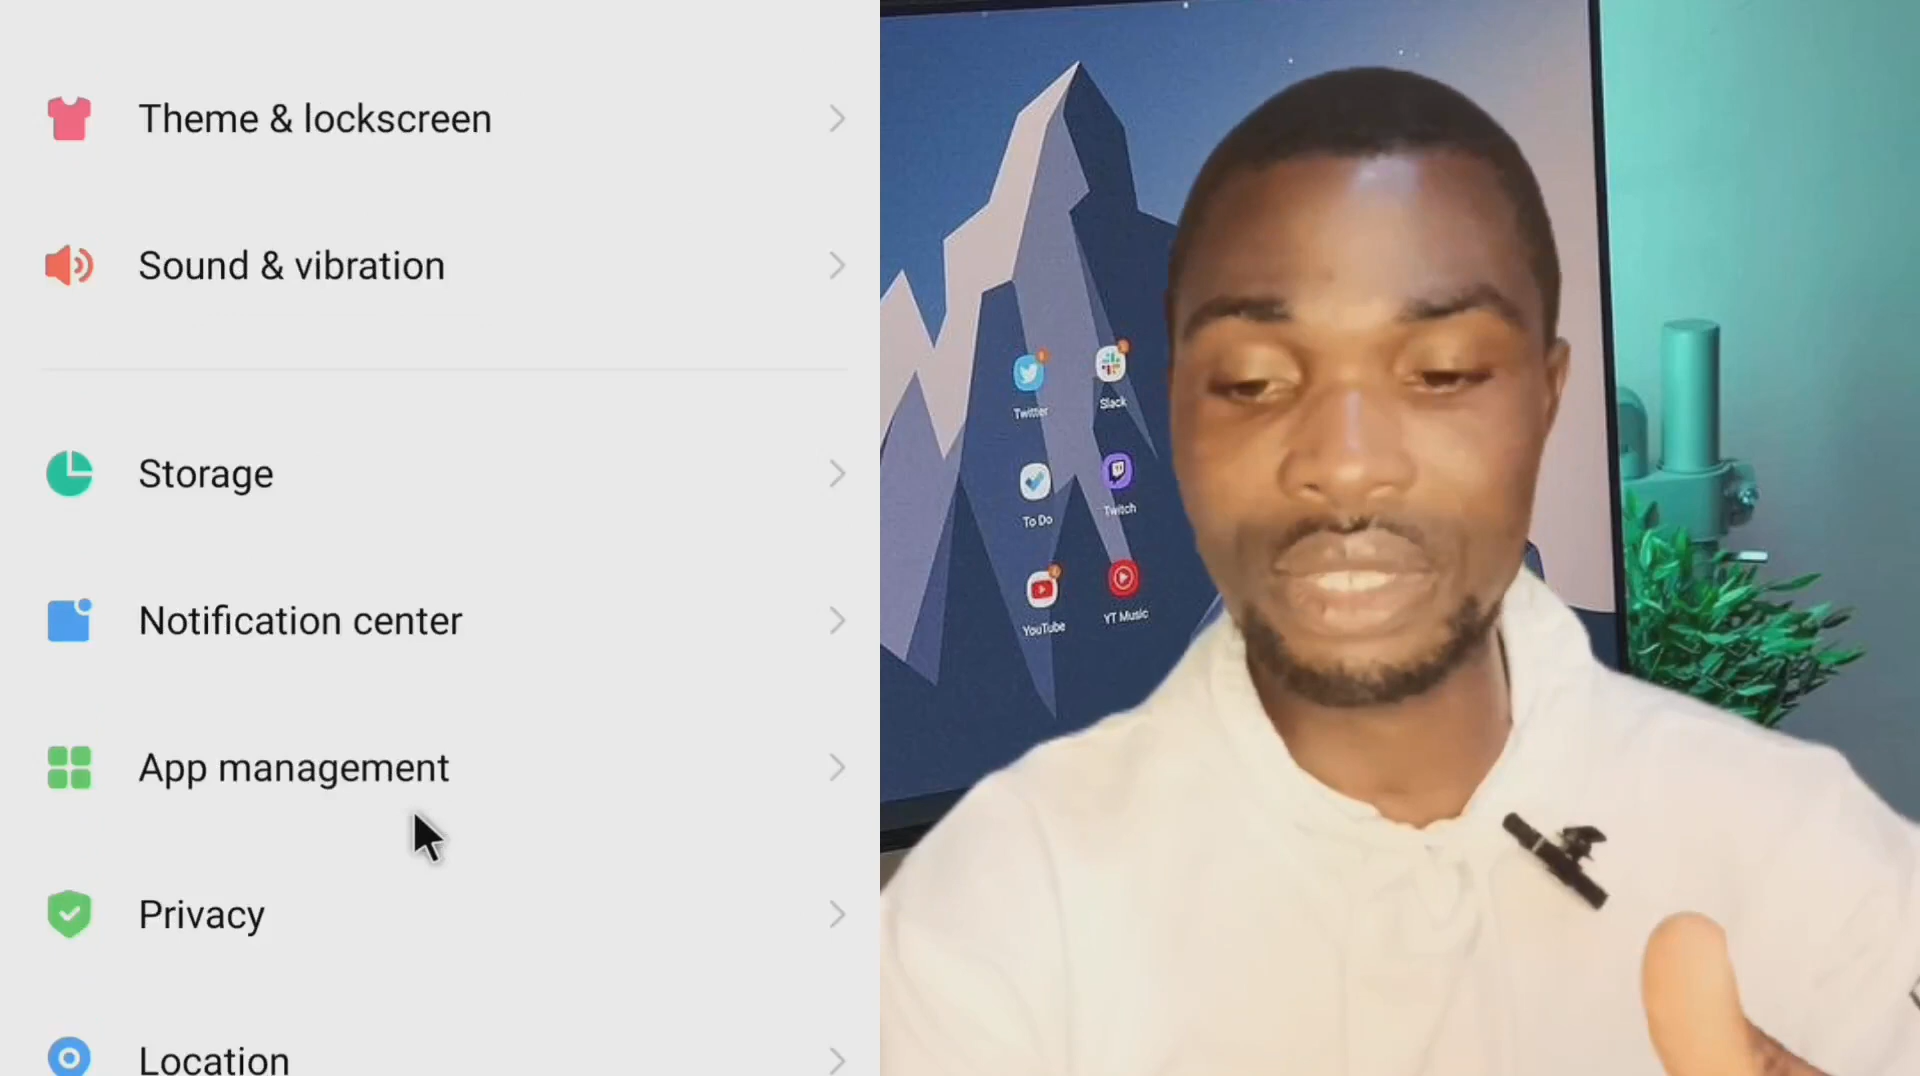 Theme & lockscreen
Sound & vibration
Storage
Notification center
App management
Privacy
Location
Twitter
Slack
To Do
Twitch
YouTube
YT Music